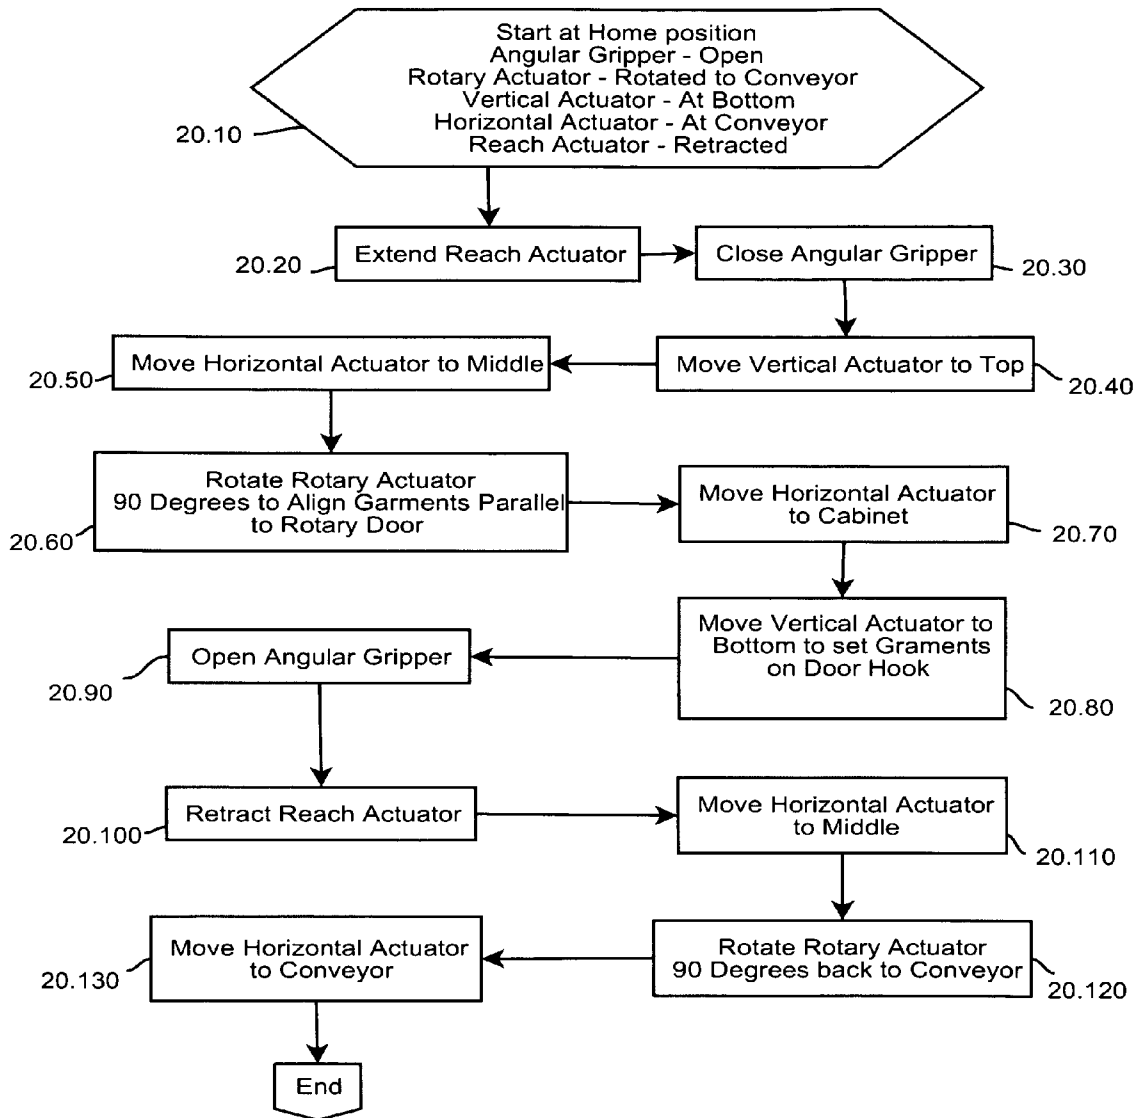 Start at Home position
Angular Gripper - Open
Rotary Actuator - Rotated to Conveyor
Vertical Actuator - At Bottom
Horizontal Actuator - At Conveyor
Reach Actuator - Retracted
20.10
Extend Reach Actuator
20.20
Close Angular Gripper
20.30
Move Vertical Actuator to Top
20.40
Move Horizontal Actuator to Middle
20.50
Rotate Rotary Actuator
90 Degrees to Align Garments Parallel
to Rotary Door
20.60
Move Horizontal Actuator
to Cabinet
20.70
Move Vertical Actuator to
Bottom to set Graments
on Door Hook
20.80
Open Angular Gripper
20.90
Retract Reach Actuator
20.100
Move Horizontal Actuator
to Middle
20.110
Rotate Rotary Actuator
90 Degrees back to Conveyor
20.120
Move Horizontal Actuator
to Conveyor
20.130
End